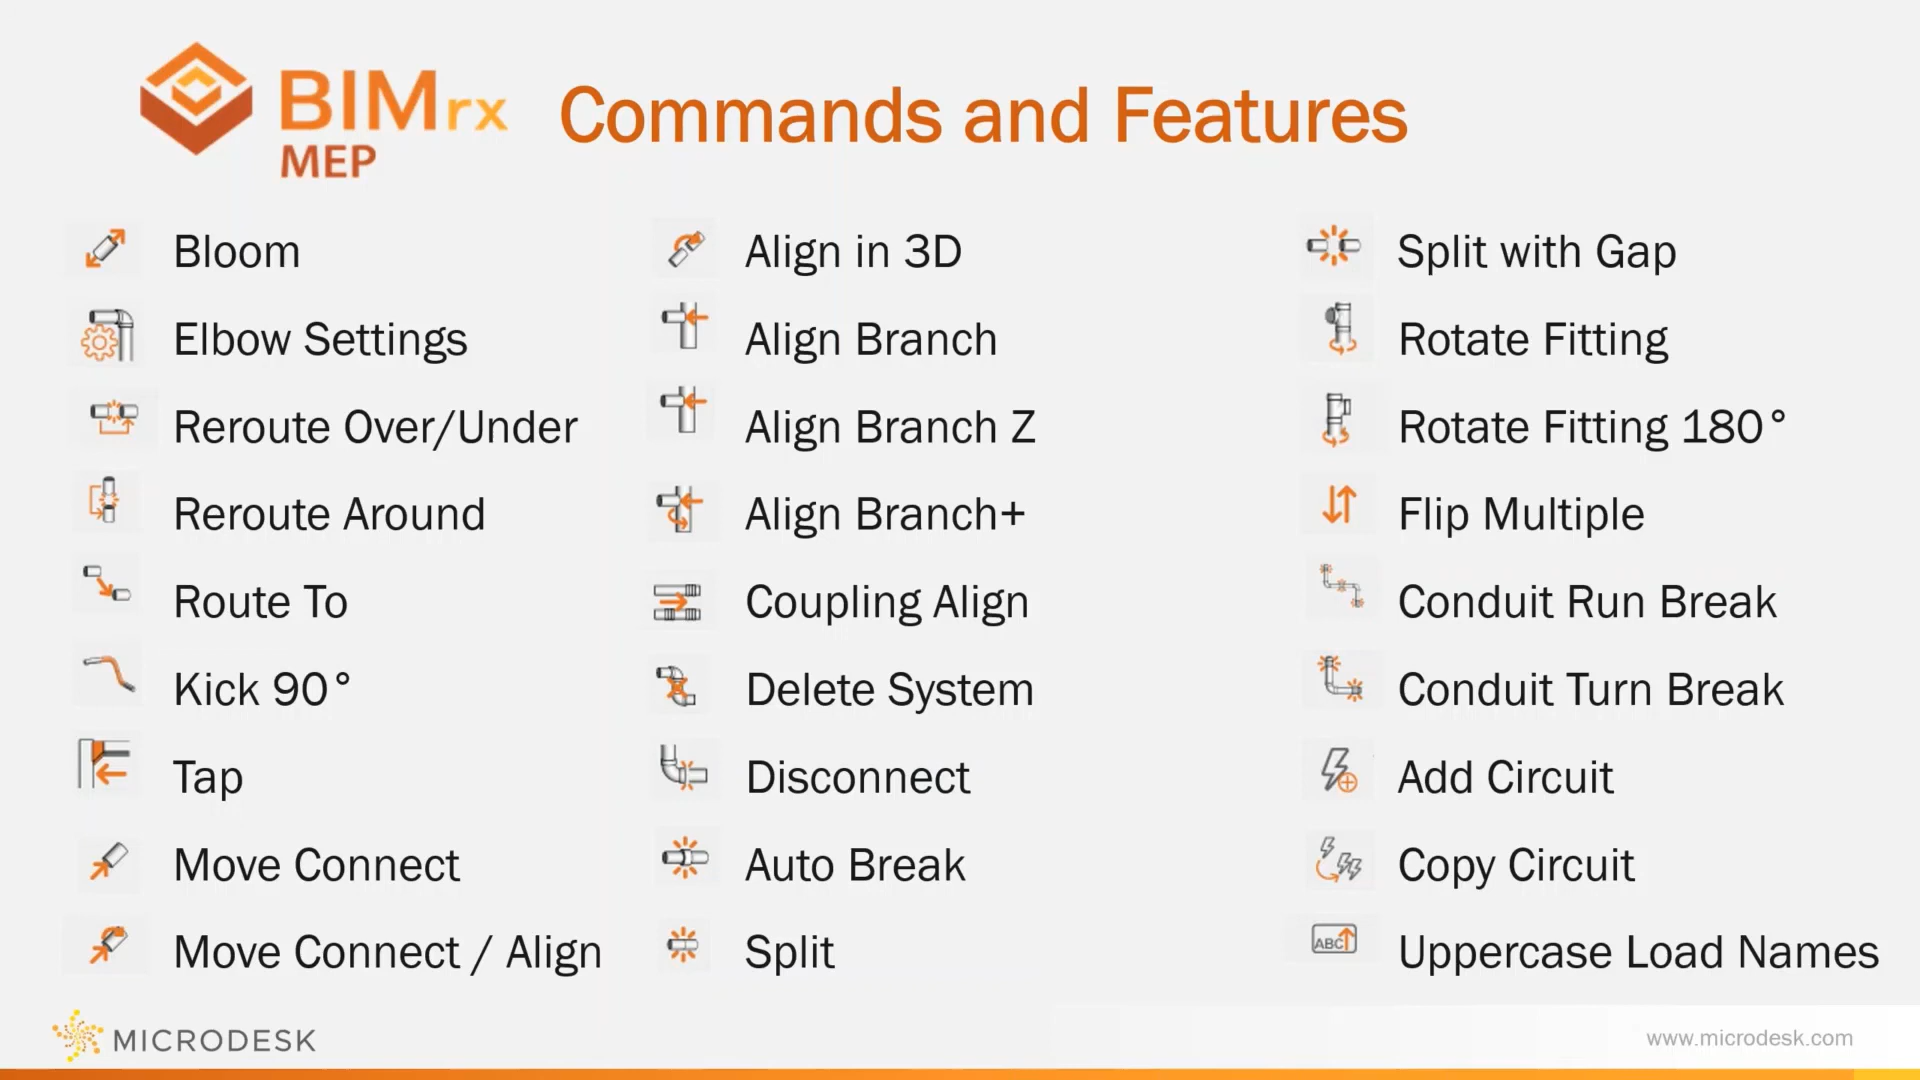 BIMrx
MEP
Commands and Features
Bloom
Elbow Settings
Reroute Over/Under
Reroute Around
Route To
Kick 90°
Tap
Move Connect
Move Connect / Align
Align in 3D
Align Branch
Align Branch Z
Align Branch+
Coupling Align
Delete System
Disconnect
Auto Break
Split
Split with Gap
Rotate Fitting
Rotate Fitting 180°
Flip Multiple
Conduit Run Break
Conduit Turn Break
Add Circuit
Copy Circuit
ABC
Uppercase Load Names
MICRODESK
www.microdesk.com